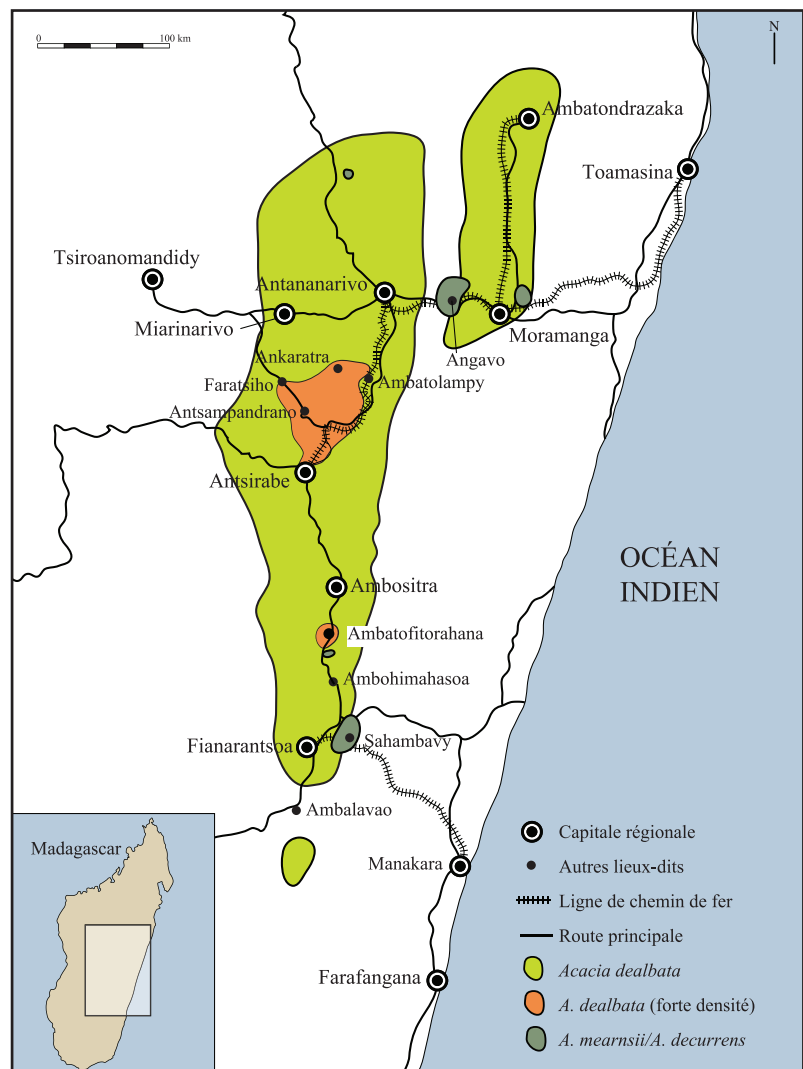 0
100 km
N
Ambatondrazaka
Toamasina
Tsiroanomandidy
Antananarivo
Miarinarivo
Moramanga
Angavo
Ankaratra
Faratsiho
Ambatolampy
Antsampandrano
Antsirabe
OCÉAN
INDIEN
Ambositra
Ambatofitorahana
Ambohimahasoa
Fianarantsoa
Sahambavy
Ambalavao
Manakara
Farafangana
Madagascar
Capitale régionale
Autres lieux-dits
Ligne de chemin de fer
Route principale
Acacia dealbata
A. dealbata (forte densité)
A. mearnsii/A. decurrens